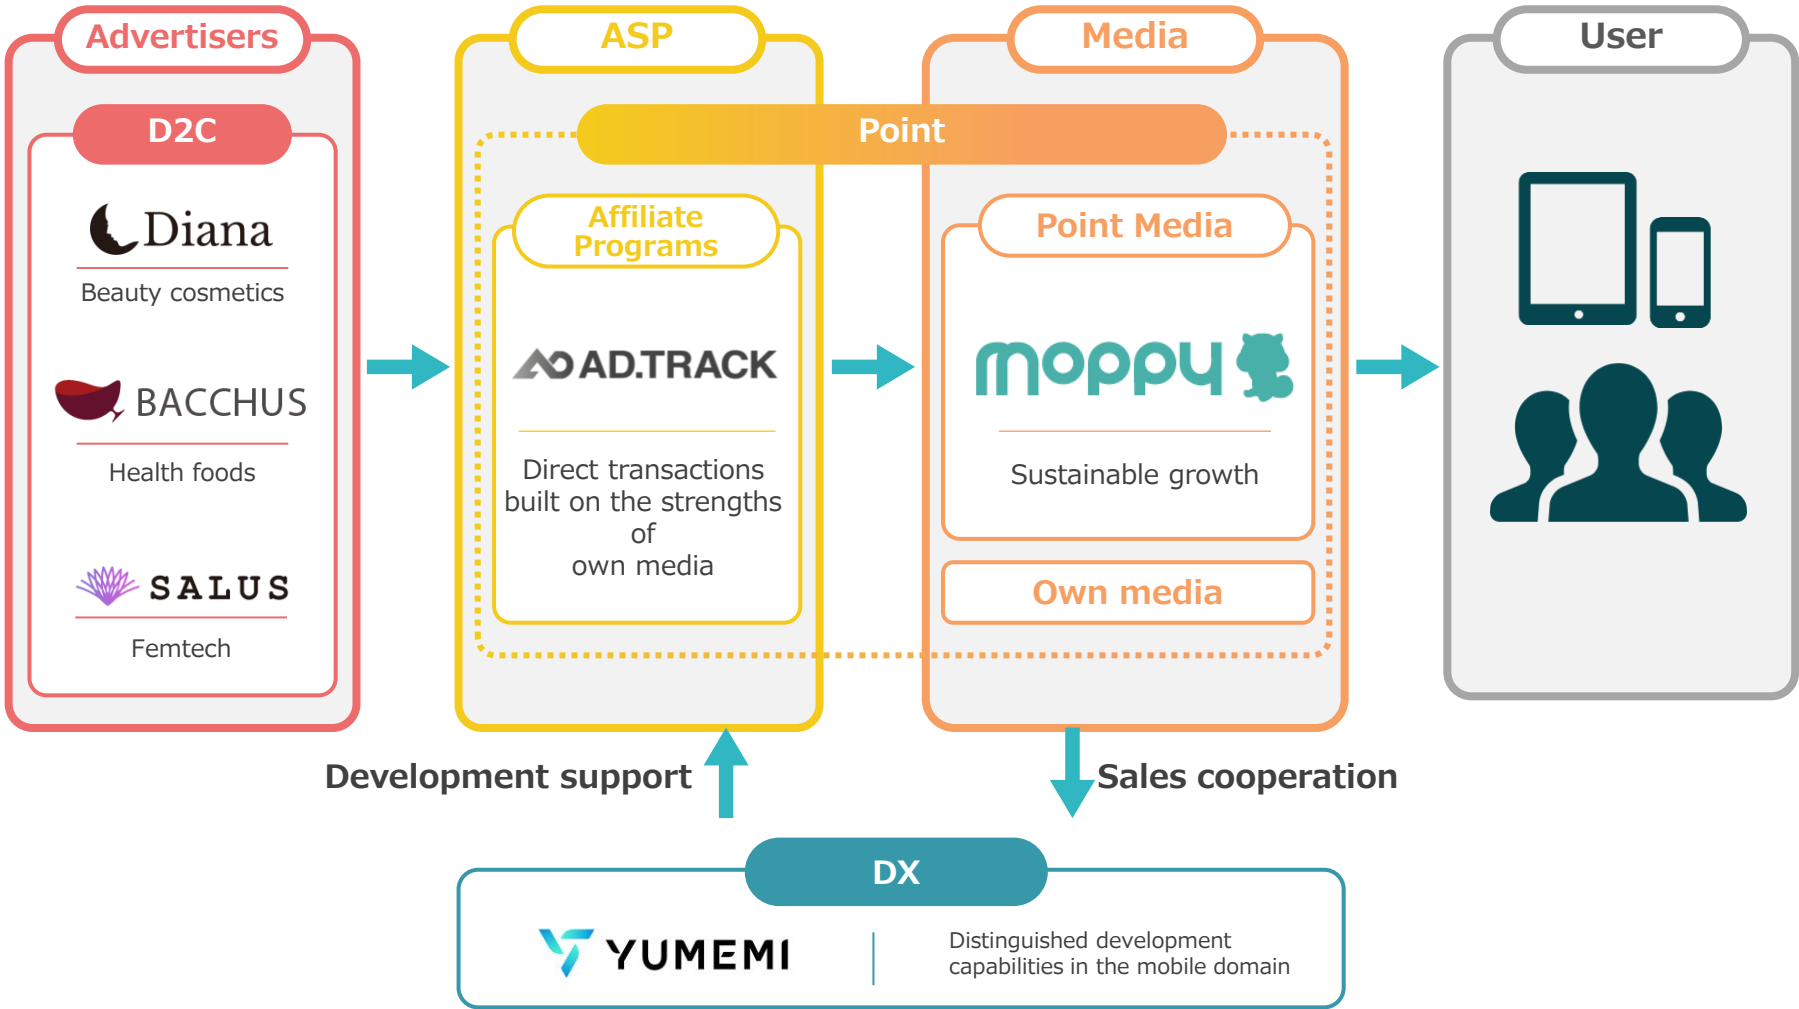 Advertisers
D2C
Diana
Beauty cosmetics
BACCHUS
Health foods
SALUS
Femtech
ASP
Media
Point
Affiliate
Programs
AD.TRACK
Direct transactions
built on the strengths
of
own media
Point Media
moppy
Sustainable growth
Own media
User
Development support
Sales cooperation
DX
YUMEMI
Distinguished development
capabilities in the mobile domain